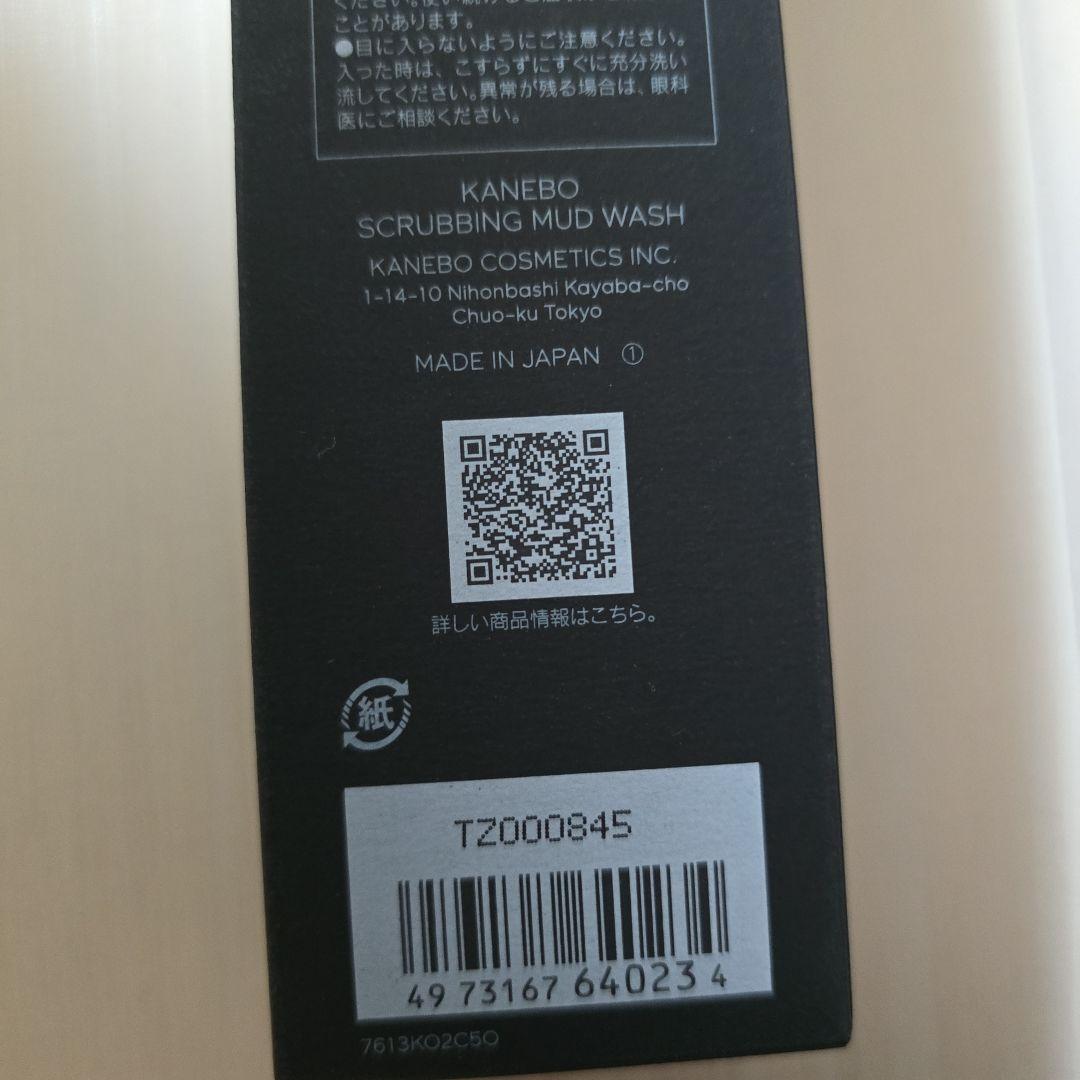 ことがあります。
●目に入らないようにご注意ください。
入った時は、こすらずにすぐに充分洗い
流してください。異常が残る場合は、眼科
医にご相談ください。
KANEBO
SCRUBBING MUD WASH
KANEBO COSMETICS INC.
1-14-10 Nihonbashi Kayaba-cho
Chuo-ku Tokyo
MADE IN JAPAN ①
詳しい商品情報はこちら。
紙
TZ000845
4973167640234
7613K02C50